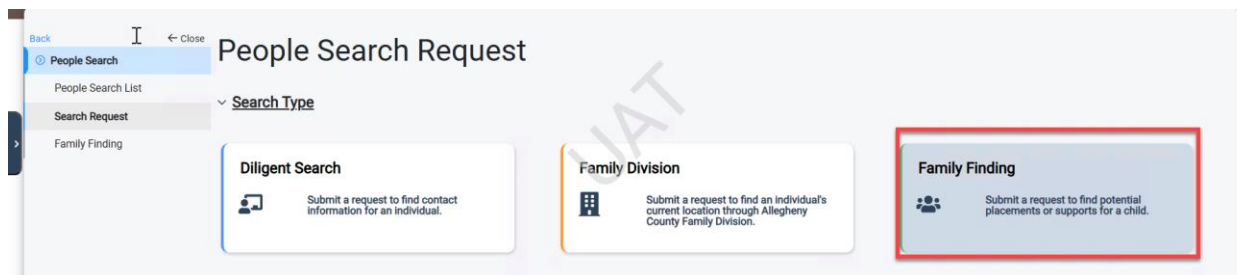 Back
← Close
People Search
People Search List
Search Request
Family Finding
People Search Request
Search Type
Diligent Search
Submit a request to find contact
information for an individual.
Family Division
Submit a request to find an individual's
current location through Allegheny
County Family Division.
Family Finding
Submit a request to find potential
placements or supports for a child.
UAT